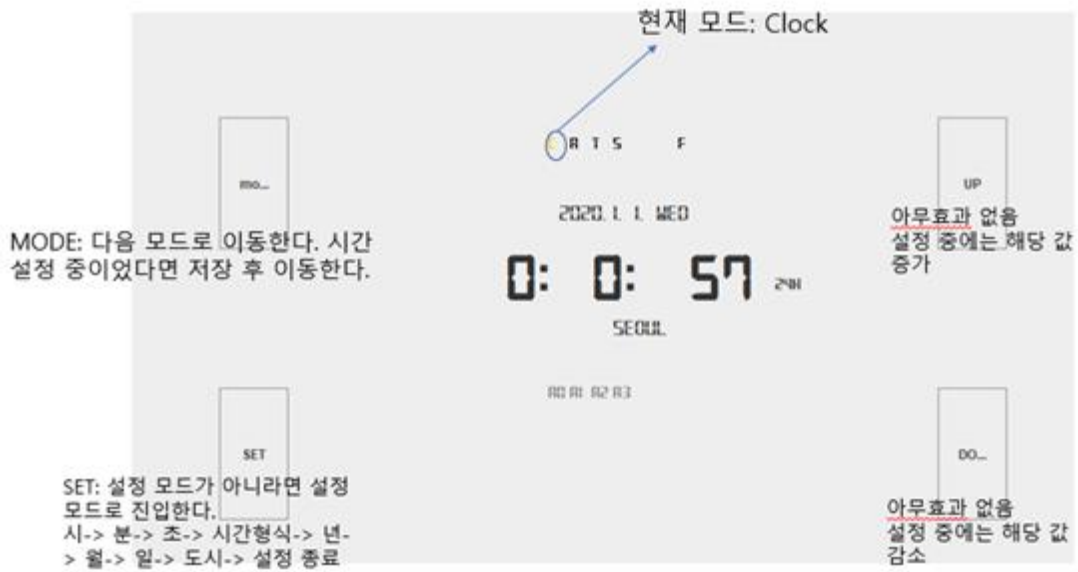 현재 모드: Clock
A T S F
mo...
UP
2020. 1. 1. WED
아무효과 없음
설정 중에는 해당 값
증가
MODE: 다음 모드로 이동한다. 시간
설정 중이었다면 저장 후 이동한다.
0: 0: 57 24H
SEOUL
A0 A1 A2 A3
SET
DO...
SET: 설정 모드가 아니라면 설정
모드로 진입한다.
시-> 분-> 초-> 시간형식-> 년-
> 월-> 일-> 도시-> 설정 종료
아무효과 없음
설정 중에는 해당 값
감소